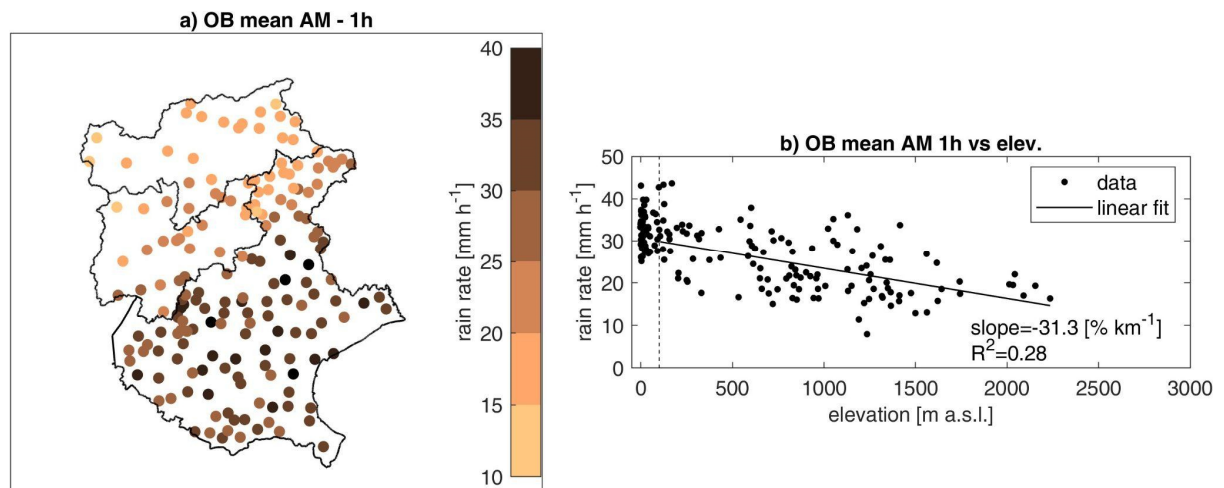 a) OB mean AM - 1h
40
35
30
25
20
15
10
rain rate [mm h⁻¹]
b) OB mean AM 1h vs elev.
50
40
30
20
10
0
rain rate [mm h⁻¹]
data
linear fit
slope=-31.3 [% km⁻¹]
R²=0.28
0
500
1000
1500
2000
2500
3000
elevation [m a.s.l.]